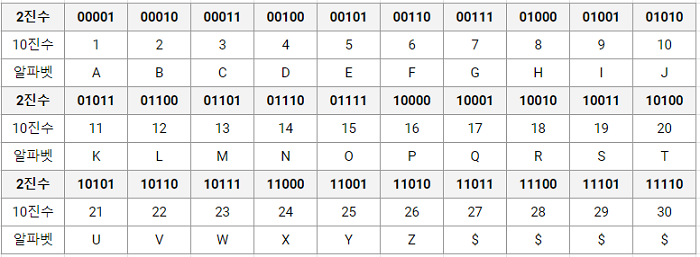 2진수 00001 00010 00011 00100 00101 00110 00111 01000 01001 01010
10진수 1 2 3 4 5 6 7 8 9 10
알파벳 A B C D E F G H I J
2진수 01011 01100 01101 01110 01111 10000 10001 10010 10011 10100
10진수 11 12 13 14 15 16 17 18 19 20
알파벳 K L M N O P Q R S T
2진수 10101 10110 10111 11000 11001 11010 11011 11100 11101 11110
10진수 21 22 23 24 25 26 27 28 29 30
알파벳 U V W X Y Z $ $ $ $